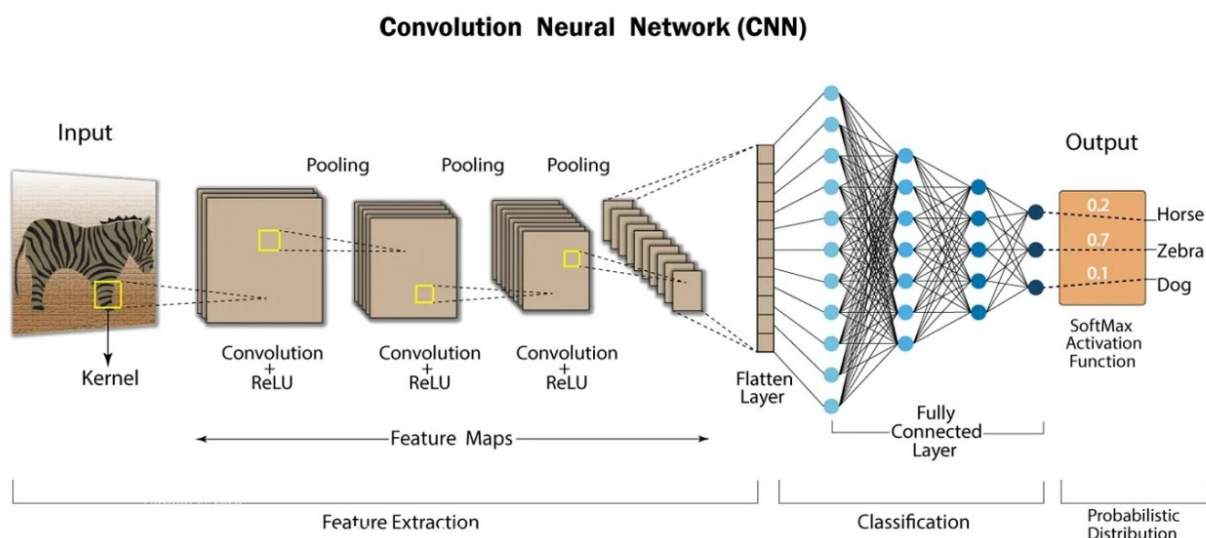 Convolution Neural Network (CNN)
Input
Pooling
Pooling
Pooling
Output
0.2
Horse
0.7
Zebra
0.1
Dog
Kernel
Convolution
+
ReLU
Convolution
+
ReLU
Convolution
+
ReLU
Flatten
Layer
SoftMax
Activation
Function
Feature Maps
Fully
Connected
Layer
Feature Extraction
Classification
Probabilistic
Distribution